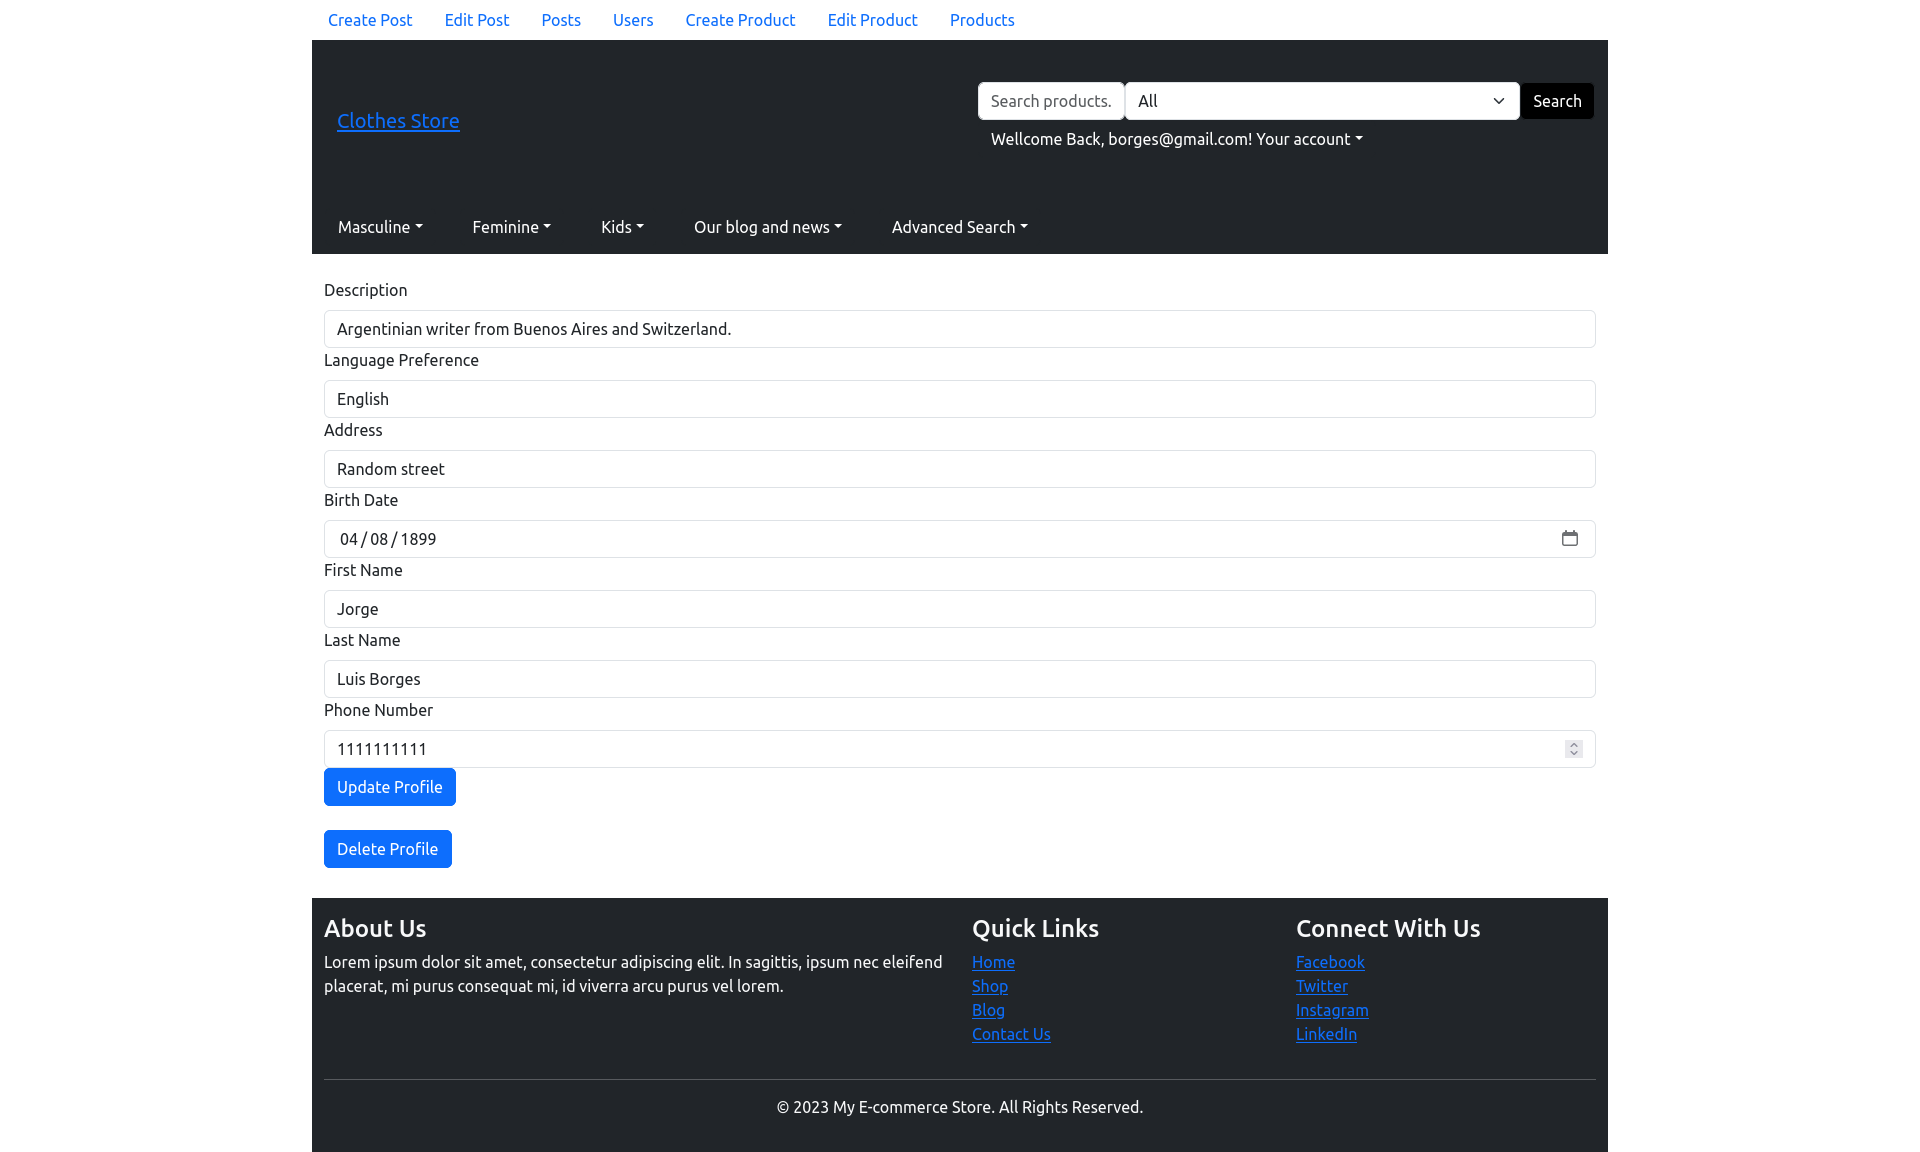 Create Post Edit Post Posts Users Create Product Edit Product Products
Search products. All Search
Clothes Store
Wellcome Back, borges@gmail.com! Your account
Masculine Feminine Kids Our blog and news Advanced Search
Description
Argentinian writer from Buenos Aires and Switzerland.
Language Preference
English
Address
Random street
Birth Date
04/08/1899
First Name
Jorge
Last Name
Luis Borges
Phone Number
1111111111
Update Profile
Delete Profile
About Us
Lorem ipsum dolor sit amet, consectetur adipiscing elit. In sagittis, ipsum nec eleifend
placerat, mi purus consequat mi, id viverra arcu purus vel lorem.
Quick Links
Home
Shop
Blog
Contact Us
Connect With Us
Facebook
Twitter
Instagram
LinkedIn
© 2023 My E-commerce Store. All Rights Reserved.